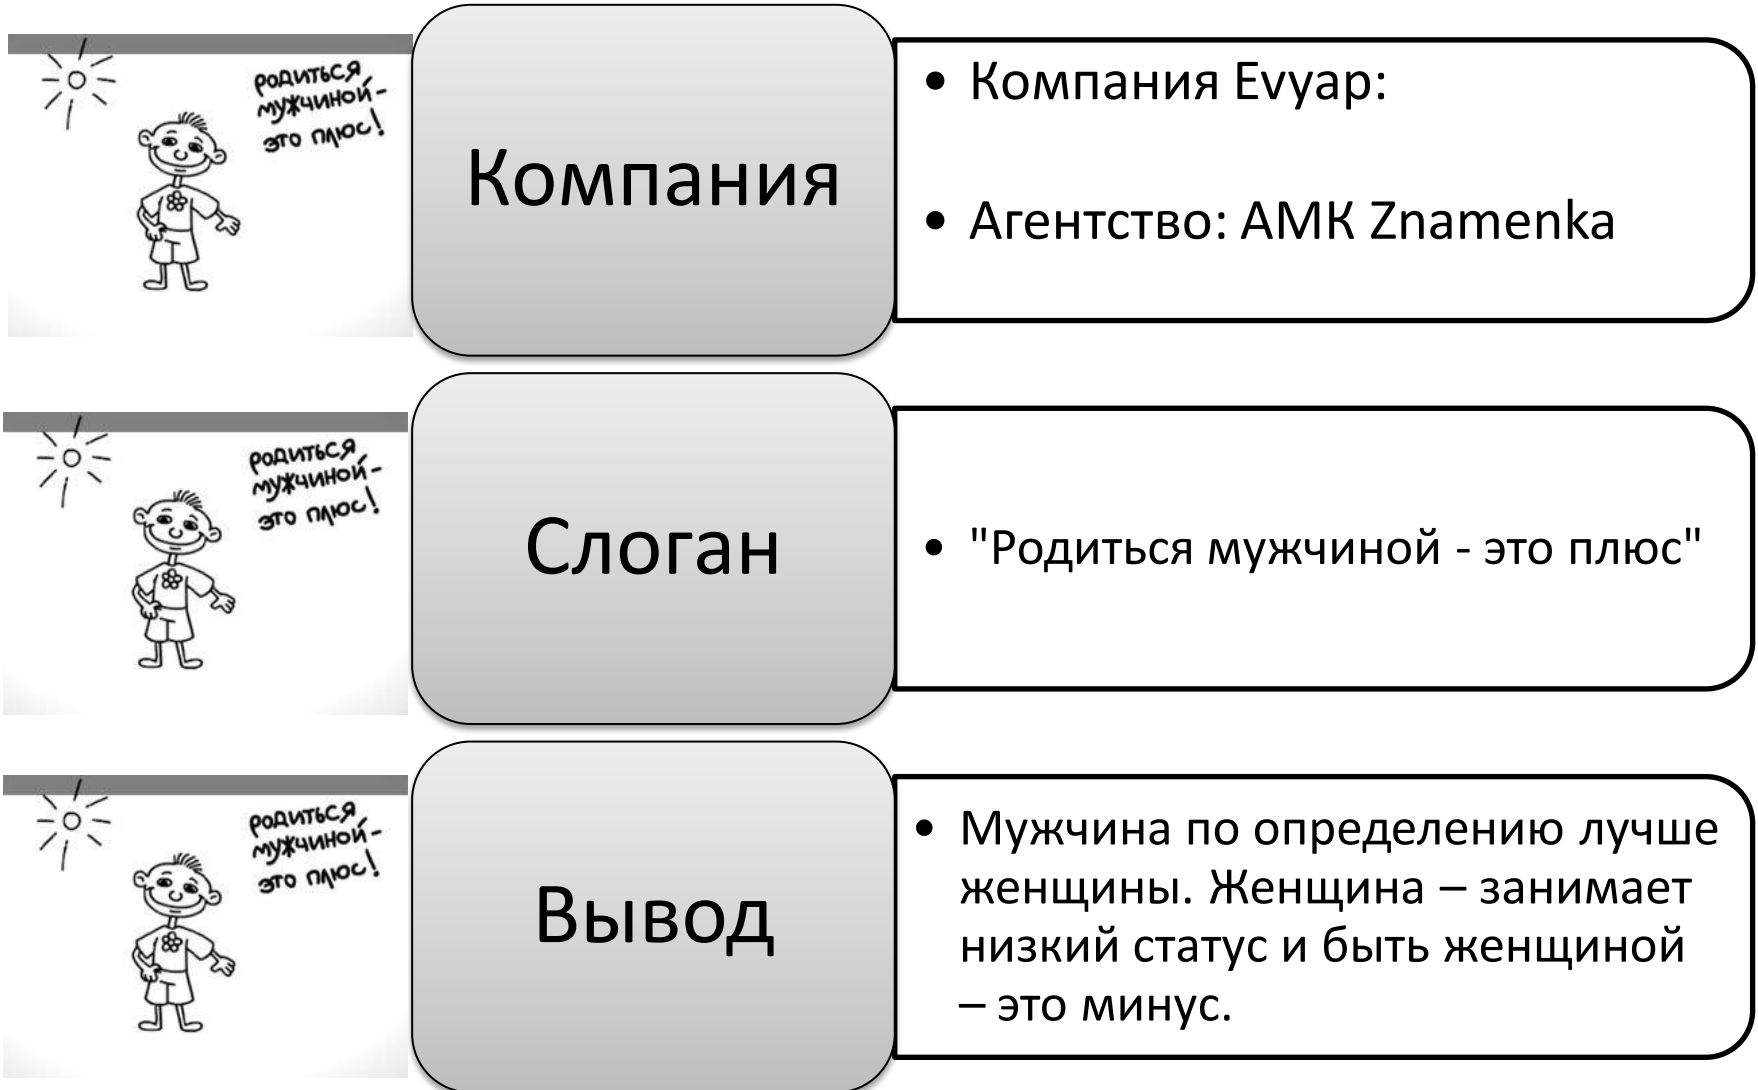 родиться
мужчиной-
это плюс!
Компания
• Компания Evyap:
• Агентство: АМК Znamenka
родиться
мужчиной-
это плюс!
Слоган
• "Родиться мужчиной - это плюс"
родиться
мужчиной-
это плюс!
Вывод
• Мужчина по определению лучше
женщины. Женщина – занимает
низкий статус и быть женщиной
– это минус.